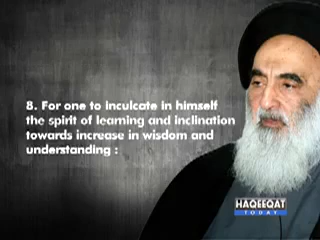 8. For one to inculcate in himself
the spirit of learning and inclination
towards increase in wisdom and
understanding :
HAQEEQAT
TODAY